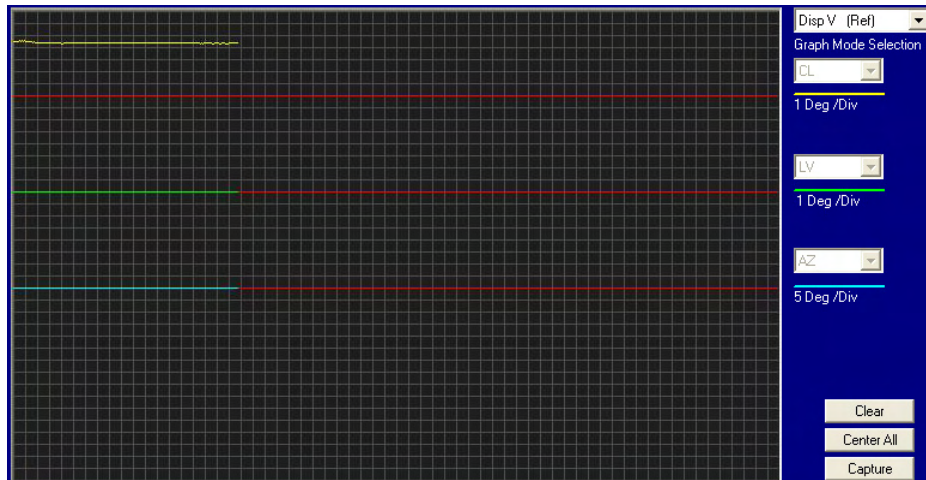 Disp V (Ref)
Graph Mode Selection
CL
1 Deg /Div
LV
1 Deg /Div
AZ
5 Deg /Div
Clear
Center All
Capture